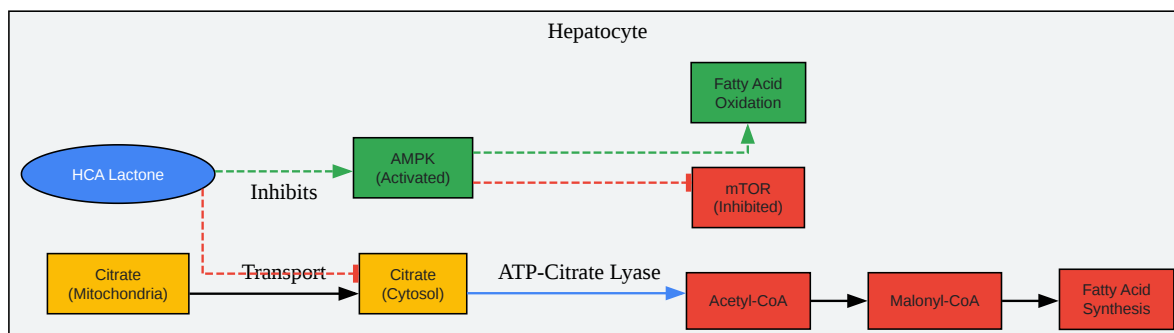 Hepatocyte
Fatty Acid
Oxidation
HCA Lactone
AMPK
(Activated)
Inhibits
mTOR
(Inhibited)
Citrate
(Mitochondria)
Transport
Citrate
(Cytosol)
ATP-Citrate Lyase
Acetyl-CoA
Malonyl-CoA
Fatty Acid
Synthesis